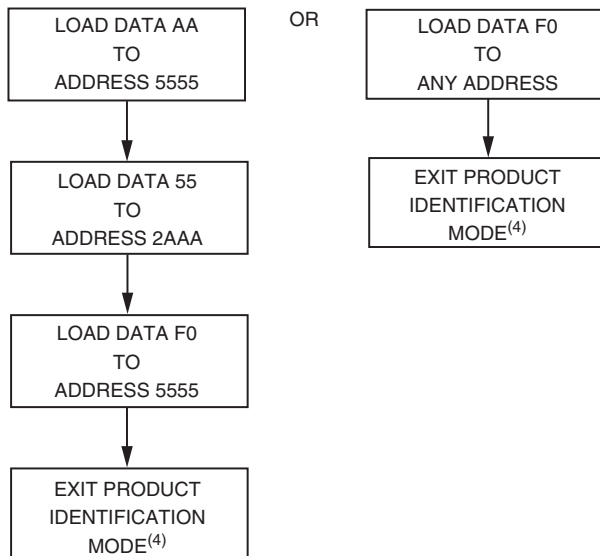 LOAD DATA AA
TO
ADDRESS 5555
LOAD DATA 55
TO
ADDRESS 2AAA
LOAD DATA F0
TO
ADDRESS 5555
EXIT PRODUCT
IDENTIFICATION
MODE(4)
OR
LOAD DATA F0
TO
ANY ADDRESS
EXIT PRODUCT
IDENTIFICATION
MODE(4)